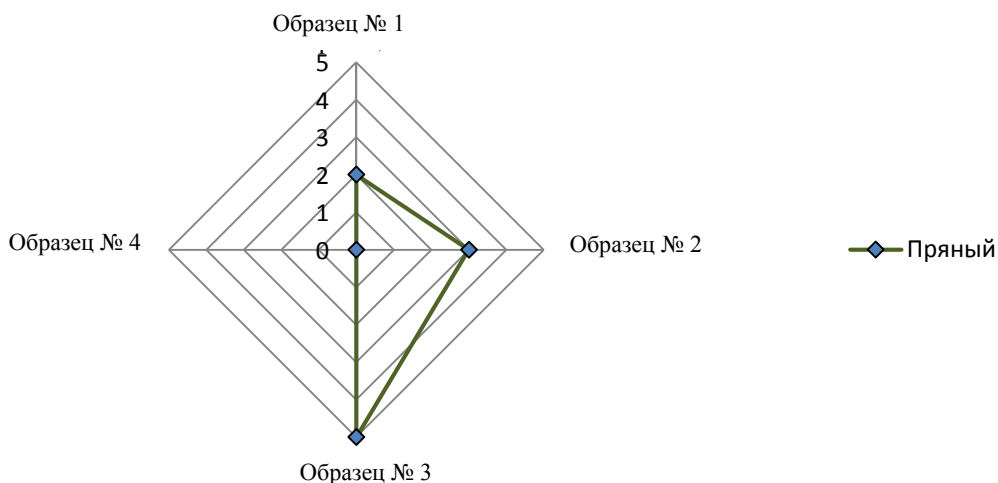 Образец № 1
5
4
3
2
1
0
Образец № 4
Образец № 2
Пряный
Образец № 3